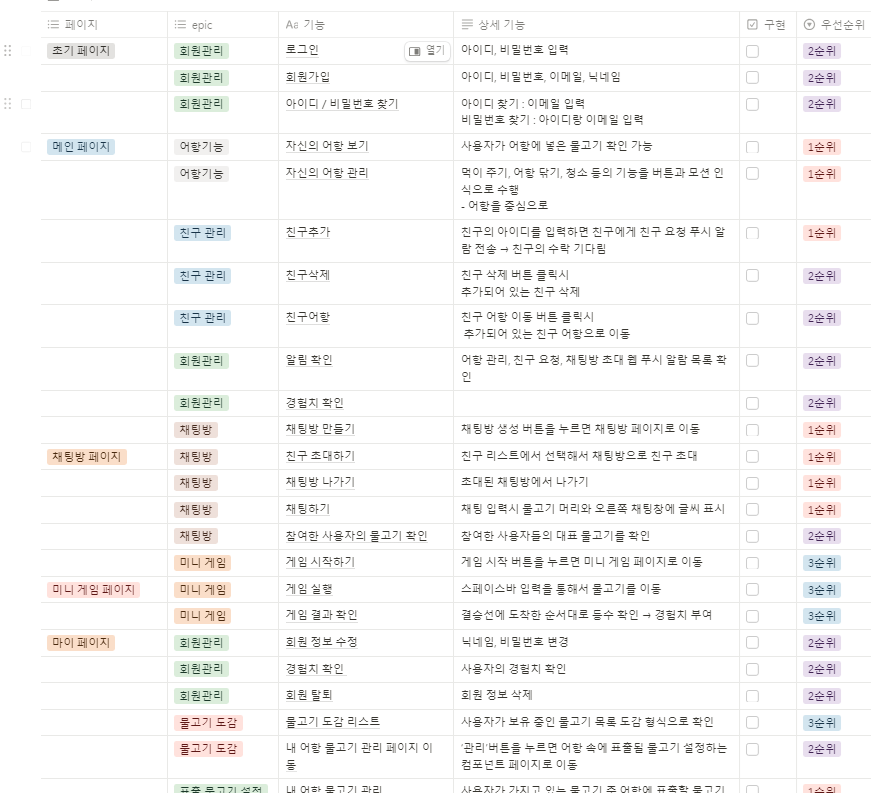 페이지 epic Aa 기능 상세 기능 구현 우선순위
초기 페이지 회원관리 로그인 열기 아이디, 비밀번호 입력 2순위
회원관리 회원가입 아이디, 비밀번호, 이메일, 닉네임 2순위
회원관리 아이디 / 비밀번호 찾기 아이디 찾기 : 이메일 입력 2순위
비밀번호 찾기 : 아이디랑 이메일 입력
메인 페이지 어항기능 자신의 어항 보기 사용자가 어항에 넣은 물고기 확인 가능 1순위
어항기능 자신의 어항 관리 먹이 주기, 어항 닦기, 청소 등의 기능을 버튼과 모션 인 1순위
식으로 수행
- 어항을 중심으로
친구 관리 친구추가 친구의 아이디를 입력하면 친구에게 친구 요청 푸시 알 1순위
람 전송 → 친구의 수락 기다림
친구 관리 친구삭제 친구 삭제 버튼 클릭시 2순위
추가되어 있는 친구 삭제
친구 관리 친구어항 친구 어항 이동 버튼 클릭시 2순위
추가되어 있는 친구 어항으로 이동
회원관리 알림 확인 어항 관리, 친구 요청, 채팅방 초대 웹 푸시 알람 목록 확 2순위
인
회원관리 경험치 확인 2순위
채팅방 채팅방 만들기 채팅방 생성 버튼을 누르면 채팅방 페이지로 이동 1순위
채팅방 페이지 채팅방 친구 초대하기 친구 리스트에서 선택해서 채팅방으로 친구 초대 1순위
채팅방 채팅방 나가기 초대된 채팅방에서 나가기 1순위
채팅방 채팅하기 채팅 입력시 물고기 머리와 오른쪽 채팅창에 글씨 표시 1순위
채팅방 참여한 사용자의 물고기 확인 참여한 사용자들의 대표 물고기를 확인 2순위
미니 게임 게임 시작하기 게임 시작 버튼을 누르면 미니 게임 페이지로 이동 3순위
미니 게임 페이지 미니 게임 게임 실행 스페이스바 입력을 통해서 물고기를 이동 3순위
미니 게임 게임 결과 확인 결승선에 도착한 순서대로 등수 확인 → 경험치 부여 3순위
마이 페이지 회원관리 회원 정보 수정 닉네임, 비밀번호 변경 2순위
회원관리 경험치 확인 사용자의 경험치 확인 2순위
회원관리 회원 탈퇴 회원 정보 삭제 2순위
물고기 도감 물고기 도감 리스트 사용자가 보유 중인 물고기 목록 도감 형식으로 확인 3순위
물고기 도감 내 어항 물고기 관리 페이지 이 '관리'버튼을 누르면 어항 속에 표출될 물고기 설정하는 2순위
동 컴포넌트 페이지로 이동
표출 물고기 설정 내 어항 물고기 관리 사용자가 가지고 있는 물고기 중 어항에 표출할 물고기 1순위